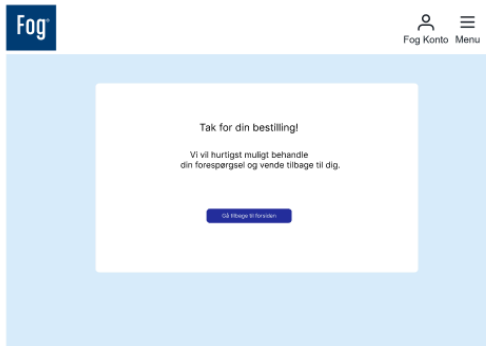 Fog
Fog Konto
Menu
Tak for din bestilling!
Vi vil hurtigst muligt behandle
din forespørgsel og vende tilbage til dig.
Gå tilbage til forsiden